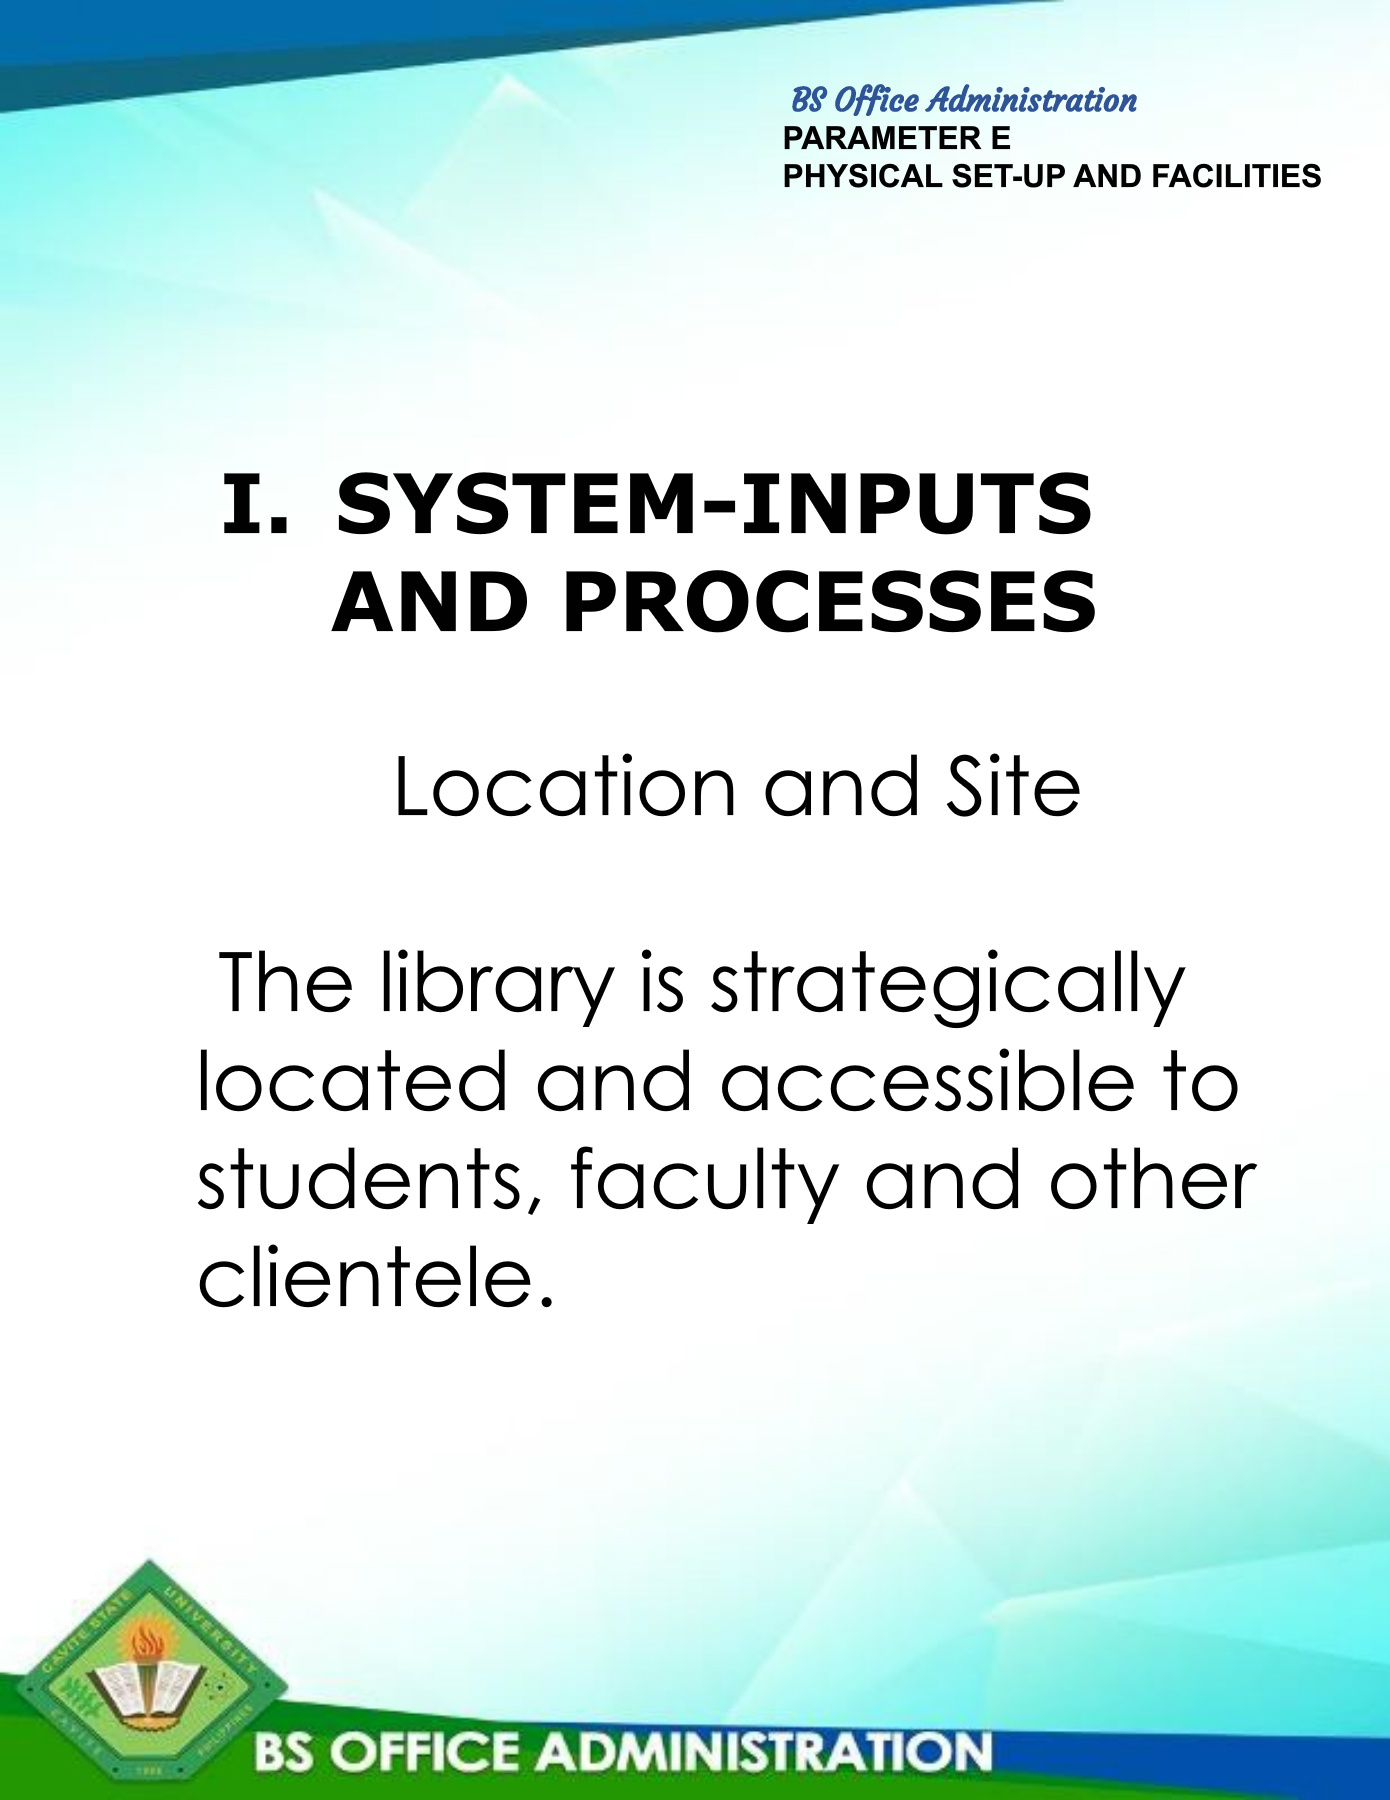 BS Office Administration
PARAMETER E
PHYSICAL SET-UP AND FACILITIES
I. SYSTEM-INPUTS
AND PROCESSES
Location and Site
The library is strategically
located and accessible to
students, faculty and other
clientele.
CAVITE STATE UNIVERSITY
CAVITE
PHILIPPINES
BS OFFICE ADMINISTRATION